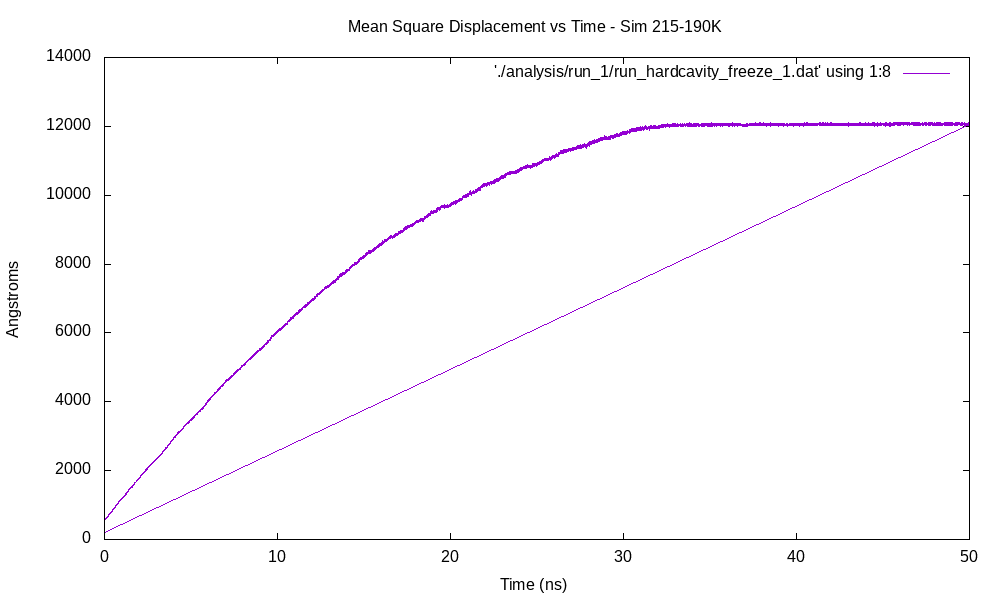 Mean Square Displacement vs Time - Sim 215-190K
'./analysis/run_1/run_hardcavity_freeze_1.dat' using 1:8
14000
12000
10000
8000
6000
4000
2000
0
Angstroms
0 10 20 30 40 50
Time (ns)